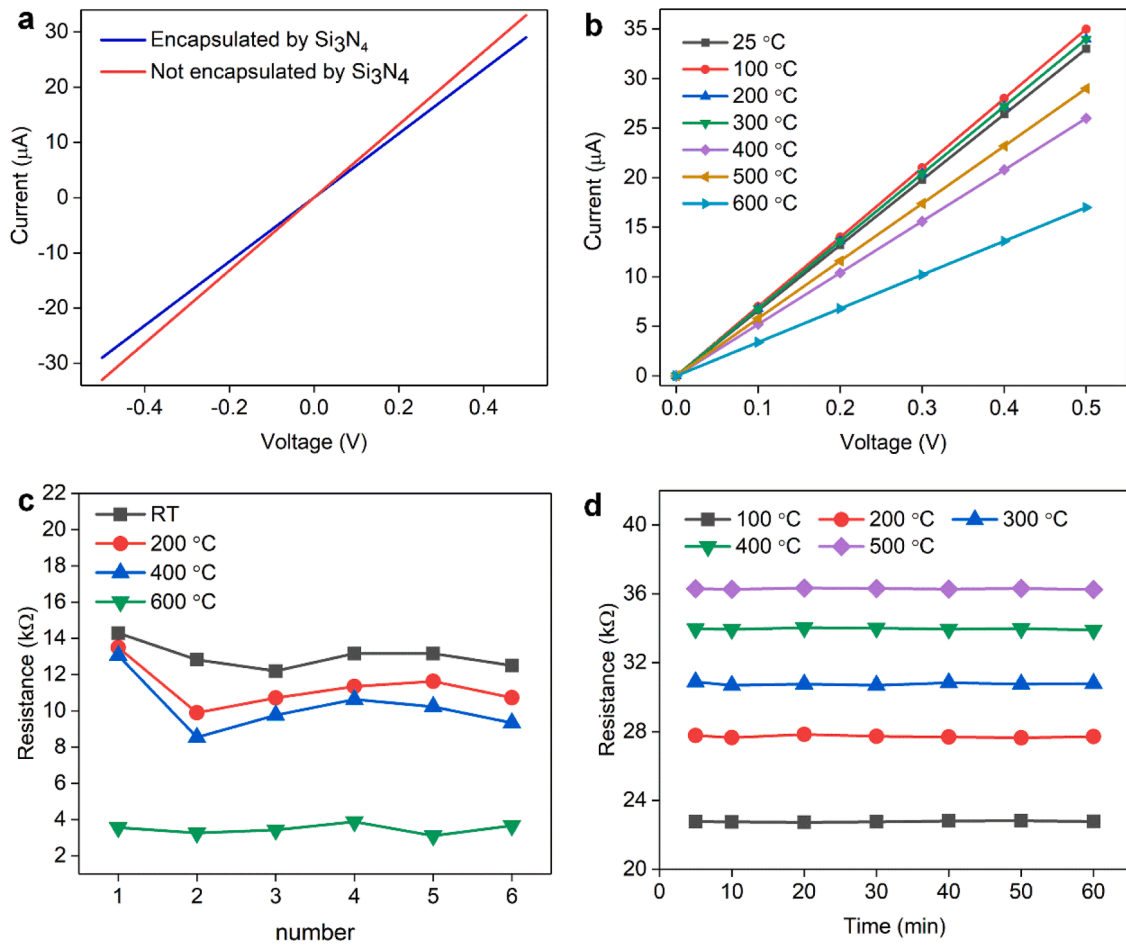 a
Encapsulated by Si3N4
Not encapsulated by Si3N4
30
20
10
0
-10
-20
-30
Current (μA)
-0.4
-0.2
0.0
0.2
0.4
Voltage (V)
b
25 °C
100 °C
200 °C
300 °C
400 °C
500 °C
600 °C
35
30
25
20
15
10
5
0
Current (μA)
0.0
0.1
0.2
0.3
0.4
0.5
Voltage (V)
c
RT
200 °C
400 °C
600 °C
22
20
18
16
14
12
10
8
6
4
2
Resistance (kΩ)
1
2
3
4
5
6
number
d
100 °C
200 °C
300 °C
400 °C
500 °C
40
36
32
28
24
20
Resistance (kΩ)
0
10
20
30
40
50
60
Time (min)